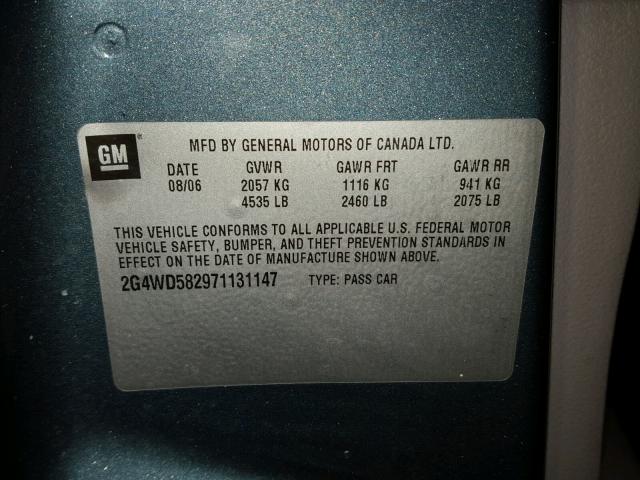 GM ®
MFD BY GENERAL MOTORS OF CANADA LTD.
DATE GVWR GAWR FRT GAWR RR
08/06 2057 KG 1116 KG 941 KG
4535 LB 2460 LB 2075 LB
THIS VEHICLE CONFORMS TO ALL APPLICABLE U.S. FEDERAL MOTOR
VEHICLE SAFETY, BUMPER, AND THEFT PREVENTION STANDARDS IN
EFFECT ON THE DATE OF MANUFACTURE SHOWN ABOVE.
2G4WD582971131147 TYPE: PASS CAR